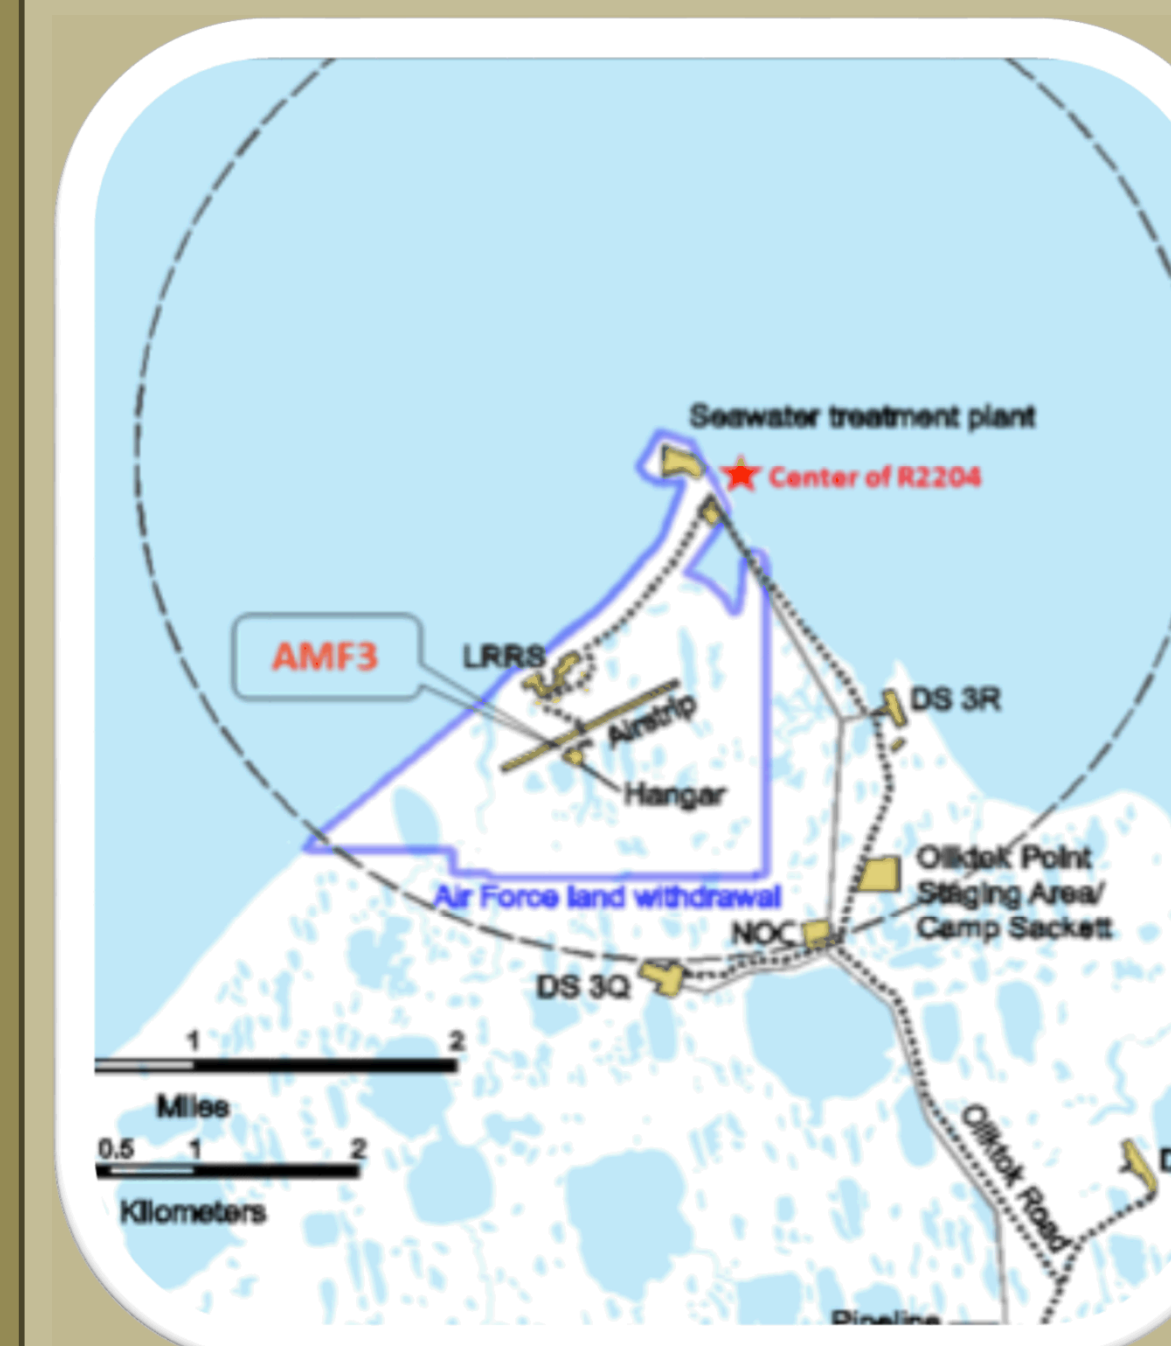 Seawater treatment plant
Center of R2204
AMF3
LRRS
Airstrip
DS 3R
Hangar
Oliktok Point
Staging Area/
Camp Sackett
Air Force land withdrawal
NOC
DS 3Q
1 2
Miles
0.5 1 2
Kilometers
Oliktok Road
D
Pipeline